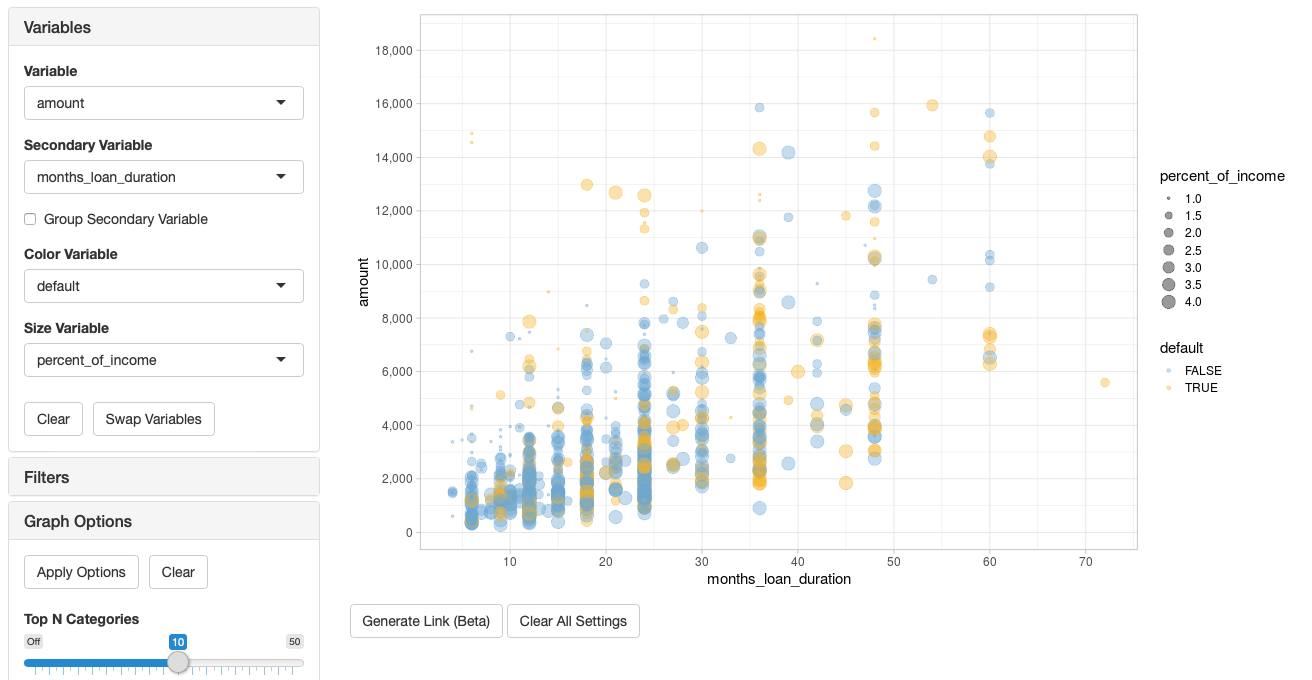 Variables
Variable
amount
Secondary Variable
months_loan_duration
Group Secondary Variable
Color Variable
default
Size Variable
percent_of_income
Clear
Swap Variables
Filters
Graph Options
Apply Options
Clear
Top N Categories
Off
10
50
18,000
16,000
14,000
12,000
10,000
8,000
6,000
4,000
2,000
0
amount
10
20
30
40
50
60
70
months_loan_duration
percent_of_income
1.0
1.5
2.0
2.5
3.0
3.5
4.0
default
FALSE
TRUE
Generate Link (Beta)
Clear All Settings